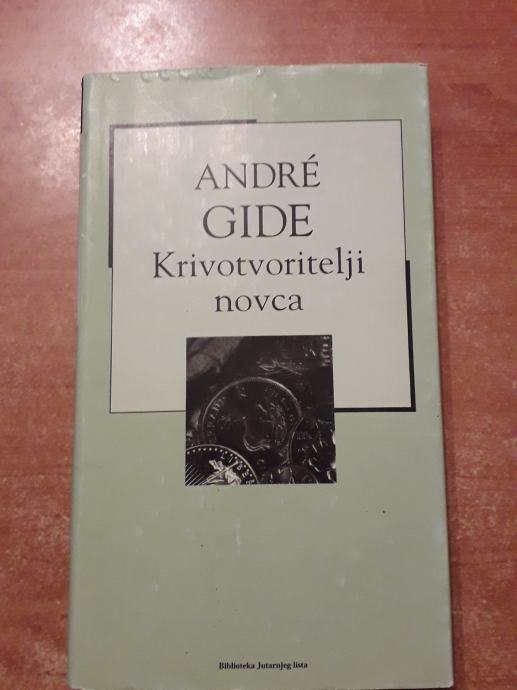 ANDRÉ
GIDE
Krivotvoritelji
novca
Biblioteka Jutarnjeg lista